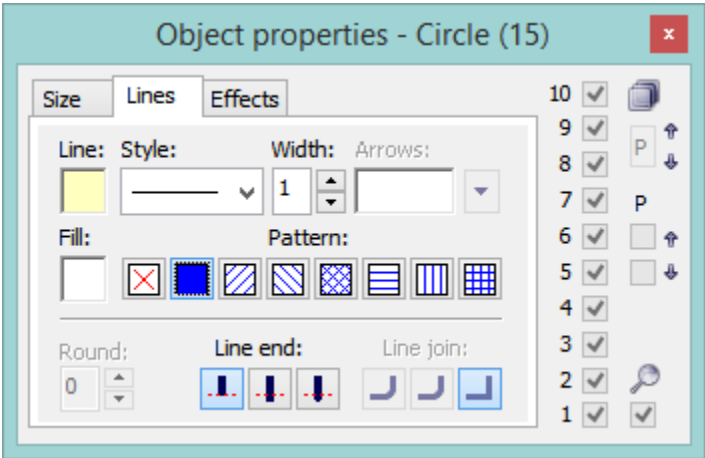 Object properties - Circle (15)
x
Size Lines Effects
Line: Style: Width: Arrows:
1
Fill: Pattern:
Round: Line end: Line join:
0
10
9
P
8
7 P
6
5
4
3
2
1